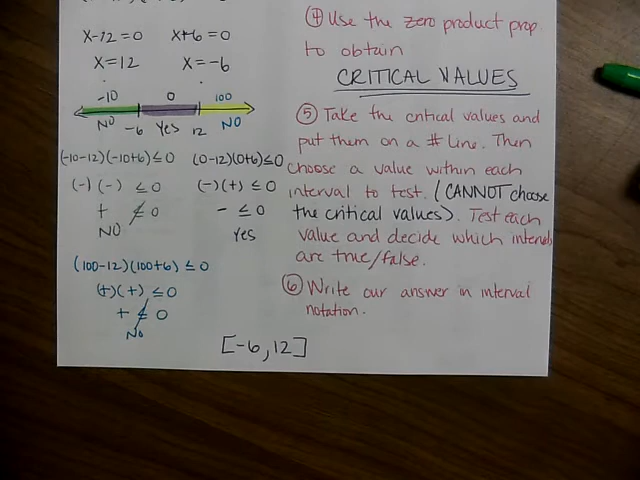 x-12=0 x+6=0
x=12 x=-6
-10 0 100
NO -6 Yes 12 NO
(-10-12)(-10+6)≤0 (0-12)(0+6)≤0
(-)(-) ≤0 (-)(+) ≤0
+ ≰0 - ≤0
NO Yes
(100-12)(100+6)≤0
(+)(+) ≤0
+ ≰ 0
No
④ Use the zero product prop.
to obtain
CRITICAL VALUES
⑤ Take the critical values and
put them on a # line. Then
choose a value within each
interval to test. (CANNOT choose
the critical values). Test each
value and decide which intervals
are true/false.
⑥ Write our answer in interval
notation.
[-6,12]